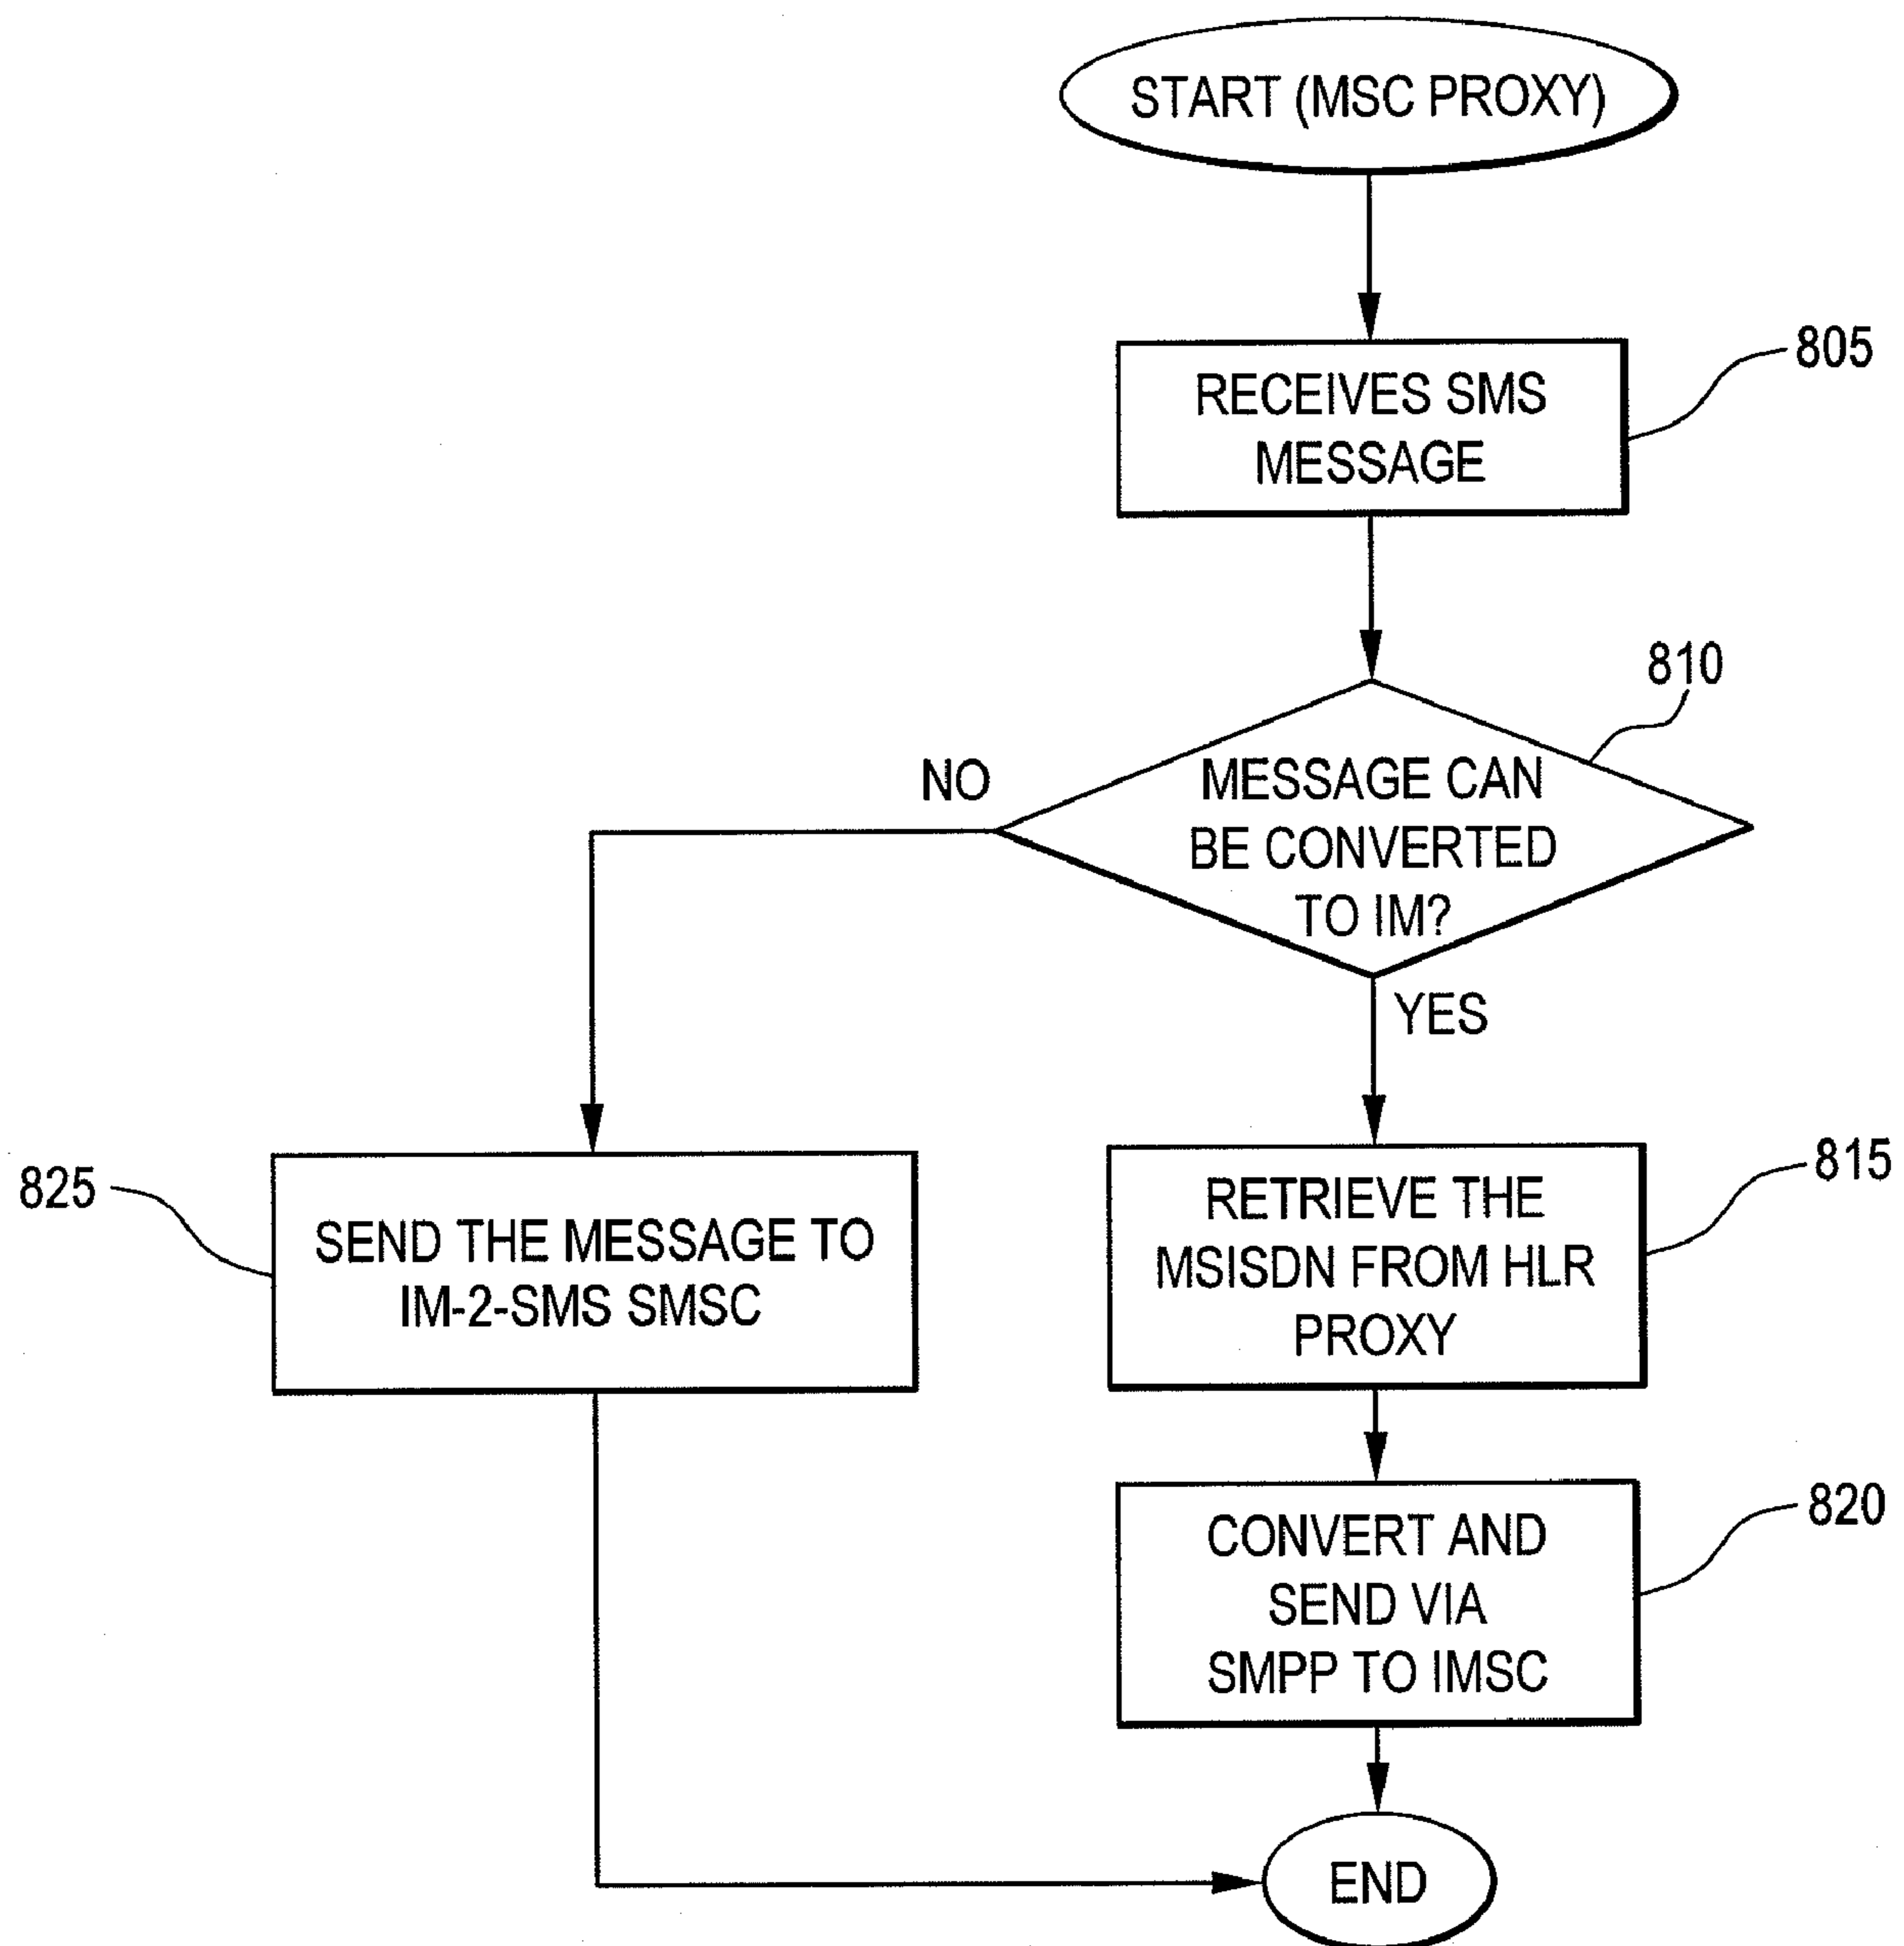 START (MSC PROXY)
RECEIVES SMS
MESSAGE
805
810
NO
MESSAGE CAN
BE CONVERTED
TO IM?
YES
825
SEND THE MESSAGE TO
IM-2-SMS SMSC
RETRIEVE THE
MSISDN FROM HLR
PROXY
815
CONVERT AND
SEND VIA
SMPP TO IMSC
820
END